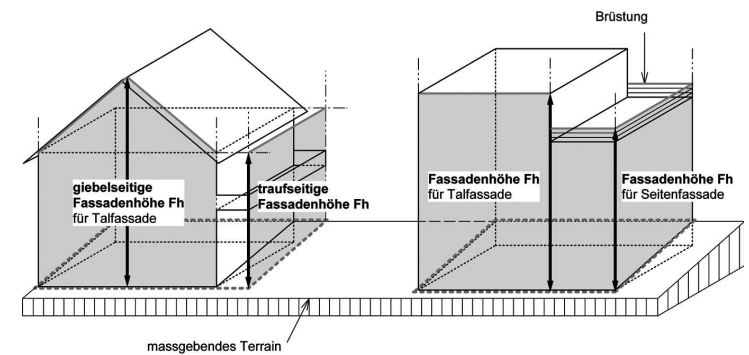 Brüstung
giebelseitige
Fassadenhöhe Fh
für Talfassade
traufseitige
Fassadenhöhe Fh
Fassadenhöhe Fh
für Talfassade
Fassadenhöhe Fh
für Seitenfassade
massgebendes Terrain